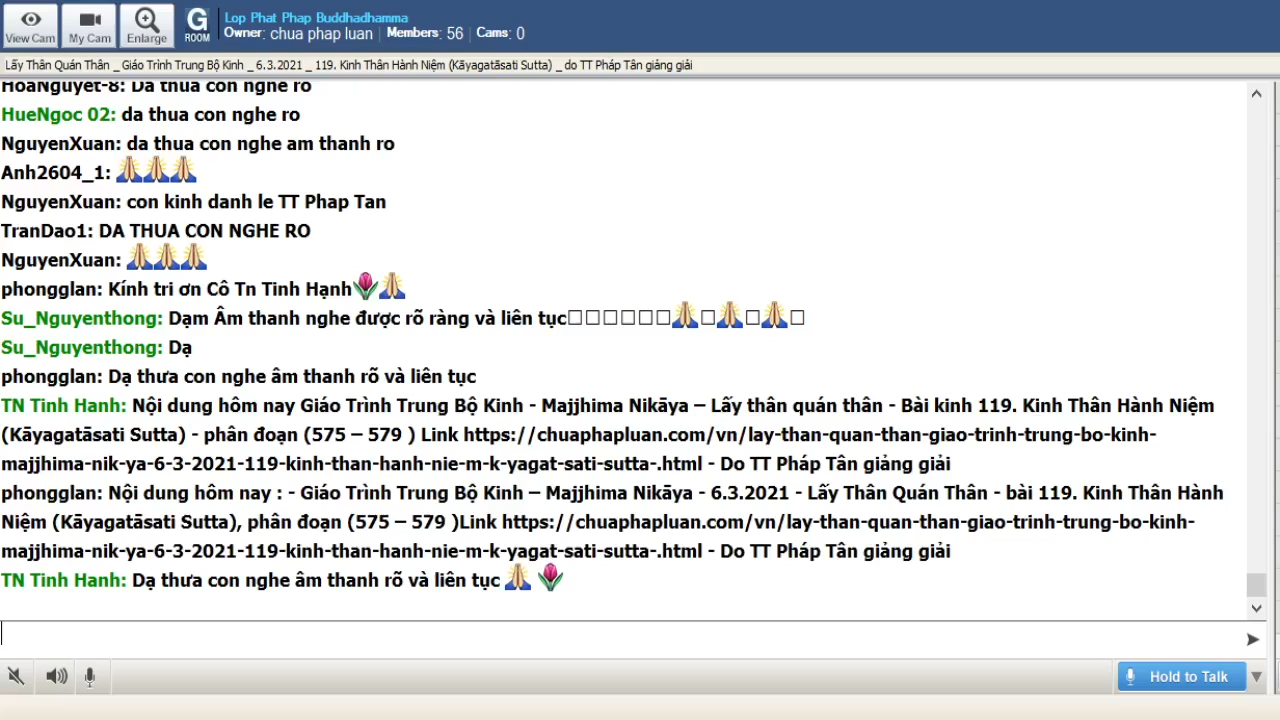 View Cam
My Cam
Enlarge
G
ROOM
Lop Phat Phap Buddhadhamma
Owner: chua phap luan | Members: 56 | Cams: 0
Lấy Thân Quán Thân _ Giáo Trình Trung Bộ Kinh _ 6.3.2021 _ 119. Kinh Thân Hành Niệm (Kāyagatāsati Sutta) _ do TT Pháp Tân giảng giải
HoaNguyet-8: Da thua con nghe ro
HueNgoc 02: da thua con nghe ro
NguyenXuan: da thua con nghe am thanh ro
Anh2604_1: 🙏🙏🙏
NguyenXuan: con kinh danh le TT Phap Tan
TranDao1: DA THUA CON NGHE RO
NguyenXuan: 🙏🙏🙏
phongglan: Kính tri ơn Cô Tn Tinh Hạnh🌷🙏
Su_Nguyenthong: Dạm Âm thanh nghe được rõ ràng và liên tục□□□□□□🙏□🙏□🙏□
Su_Nguyenthong: Dạ
phongglan: Dạ thưa con nghe âm thanh rõ và liên tục
TN Tinh Hanh: Nội dung hôm nay Giáo Trình Trung Bộ Kinh - Majjhima Nikāya – Lấy thân quán thân - Bài kinh 119. Kinh Thân Hành Niệm
(Kāyagatāsati Sutta) - phân đoạn (575 – 579 ) Link https://chuaphapluan.com/vn/lay-than-quan-than-giao-trinh-trung-bo-kinh-
majjhima-nik-ya-6-3-2021-119-kinh-than-hanh-nie-m-k-yagat-sati-sutta-.html - Do TT Pháp Tân giảng giải
phongglan: Nội dung hôm nay : - Giáo Trình Trung Bộ Kinh – Majjhima Nikāya - 6.3.2021 - Lấy Thân Quán Thân - bài 119. Kinh Thân Hành
Niệm (Kāyagatāsati Sutta), phân đoạn (575 – 579 )Link https://chuaphapluan.com/vn/lay-than-quan-than-giao-trinh-trung-bo-kinh-
majjhima-nik-ya-6-3-2021-119-kinh-than-hanh-nie-m-k-yagat-sati-sutta-.html - Do TT Pháp Tân giảng giải
TN Tinh Hanh: Dạ thưa con nghe âm thanh rõ và liên tục 🙏 🌷
Hold to Talk